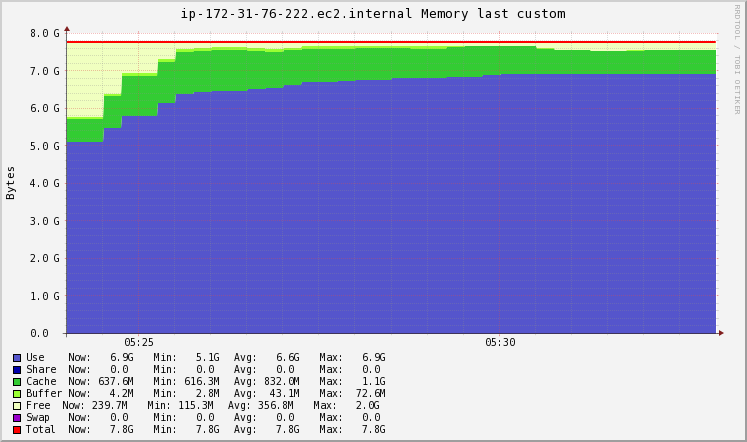 ip-172-31-76-222.ec2.internal Memory last custom
RRDTOOL / TOBI OETIKER
Bytes
8.0 G
7.0 G
6.0 G
5.0 G
4.0 G
3.0 G
2.0 G
1.0 G
0.0
05:25 05:30
Use Now: 6.9G Min: 5.1G Avg: 6.6G Max: 6.9G
Share Now: 0.0 Min: 0.0 Avg: 0.0 Max: 0.0
Cache Now: 637.6M Min: 616.3M Avg: 832.0M Max: 1.1G
Buffer Now: 4.2M Min: 2.8M Avg: 43.1M Max: 72.6M
Free Now: 239.7M Min: 115.3M Avg: 356.8M Max: 2.0G
Swap Now: 0.0 Min: 0.0 Avg: 0.0 Max: 0.0
Total Now: 7.8G Min: 7.8G Avg: 7.8G Max: 7.8G